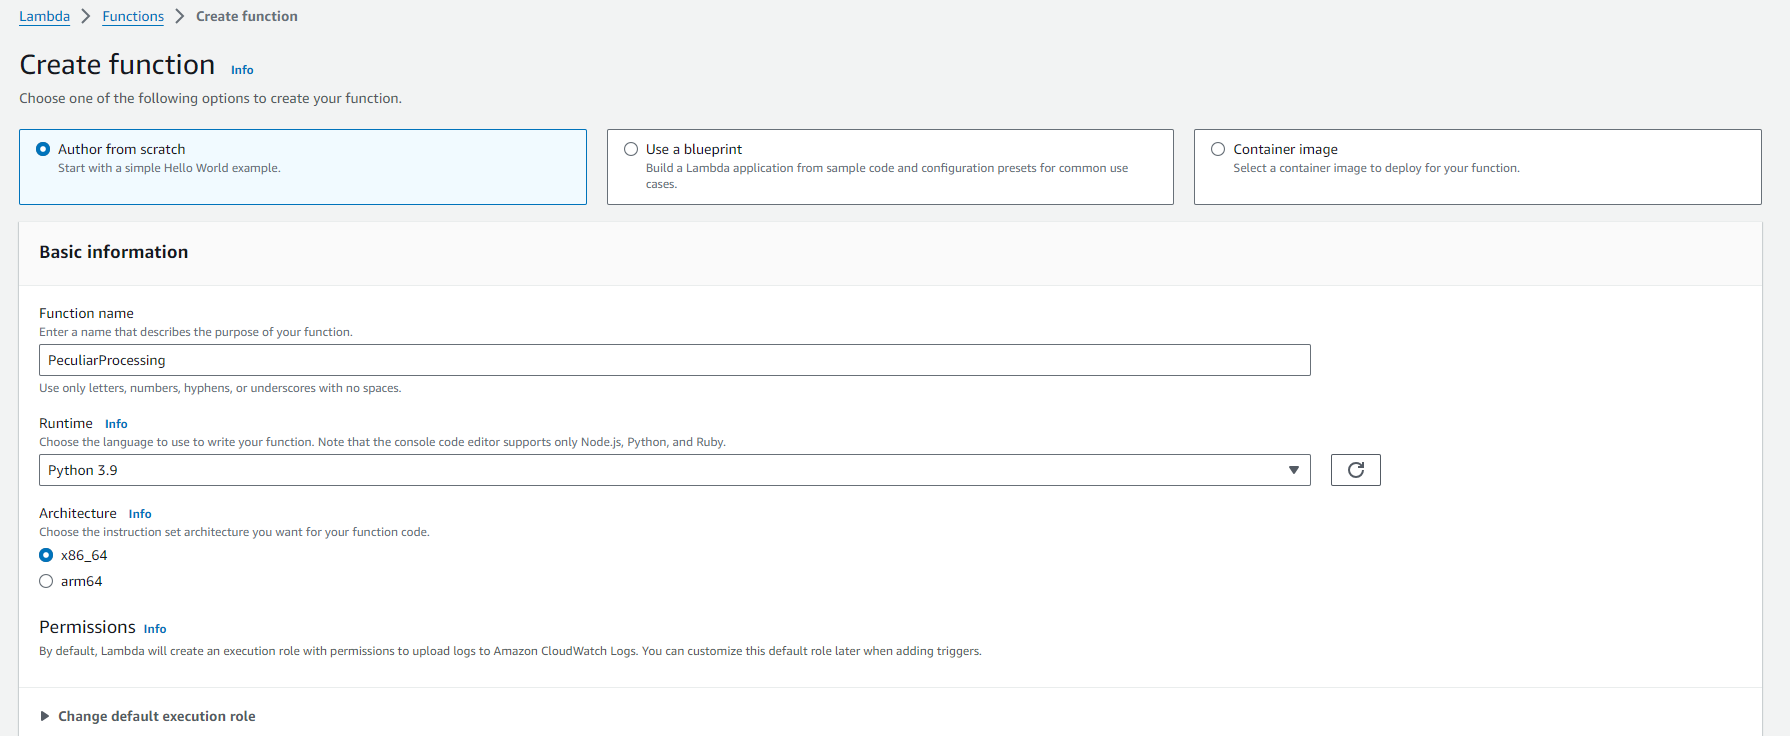 Lambda > Functions > Create function
Create function Info
Choose one of the following options to create your function.
Author from scratch
Start with a simple Hello World example.
Use a blueprint
Build a Lambda application from sample code and configuration presets for common use
cases.
Container image
Select a container image to deploy for your function.
Basic information
Function name
Enter a name that describes the purpose of your function.
PeculiarProcessing
Use only letters, numbers, hyphens, or underscores with no spaces.
Runtime Info
Choose the language to use to write your function. Note that the console code editor supports only Node.js, Python, and Ruby.
Python 3.9
Architecture Info
Choose the instruction set architecture you want for your function code.
x86_64
arm64
Permissions Info
By default, Lambda will create an execution role with permissions to upload logs to Amazon CloudWatch Logs. You can customize this default role later when adding triggers.
Change default execution role